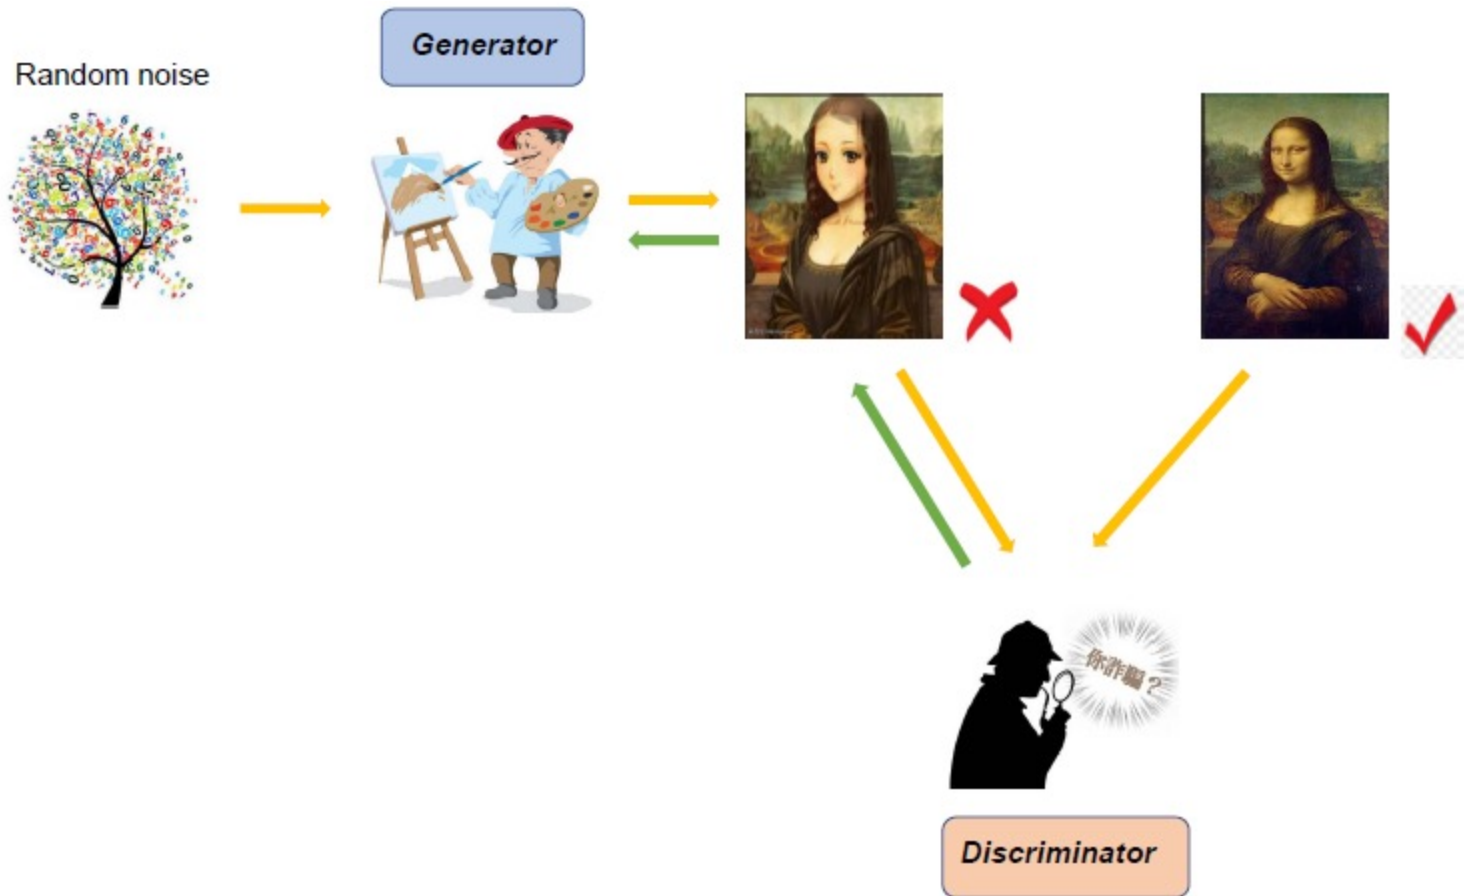 Generator
Random noise
你詐騙？
Discriminator